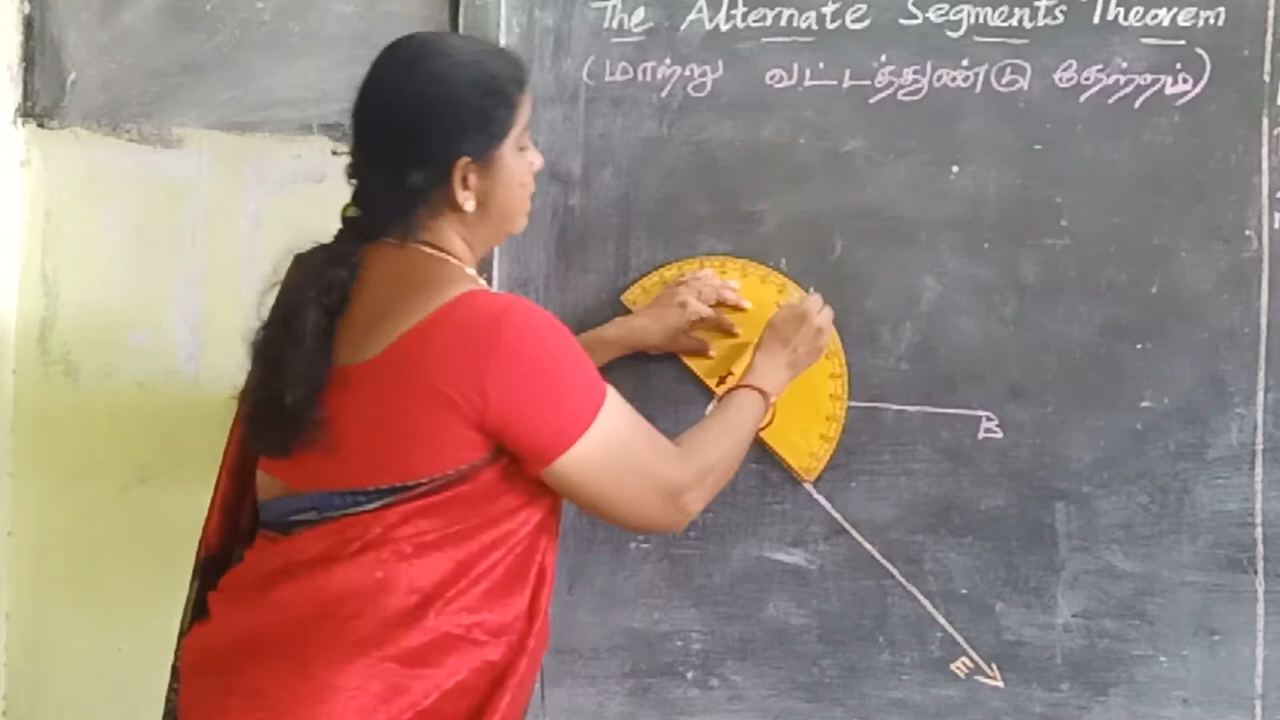 The Alternate Segments Theorem
(மாற்று வட்டத்துண்டு தேற்றம்)
B
E